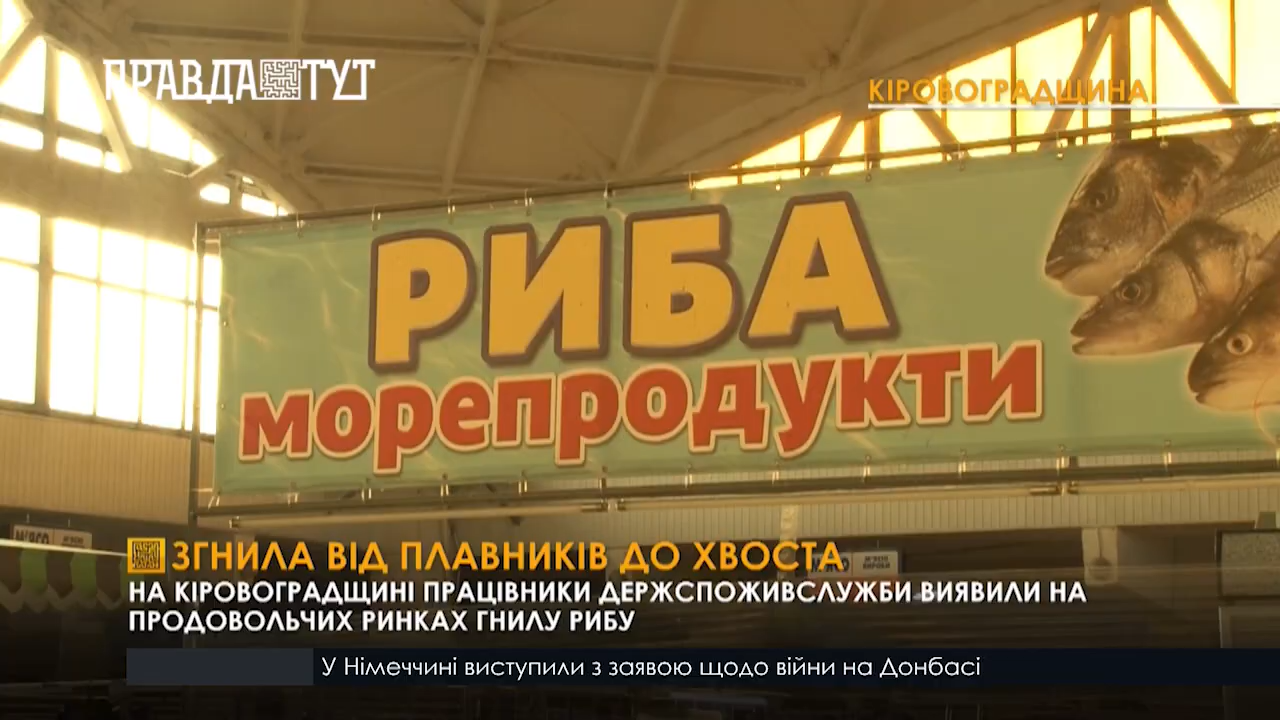 ПРАВДА ТУТ
КІРОВОГРАДЩИНА
РИБА
морепродукти
М'ЯСО
ЗГНИЛА ВІД ПЛАВНИКІВ ДО ХВОСТА
НА КІРОВОГРАДЩИНІ ПРАЦІВНИКИ ДЕРЖСПОЖИВСЛУЖБИ ВИЯВИЛИ НА
ПРОДОВОЛЬЧИХ РИНКАХ ГНИЛУ РИБУ
У Німеччині виступили з заявою щодо війни на Донбасі